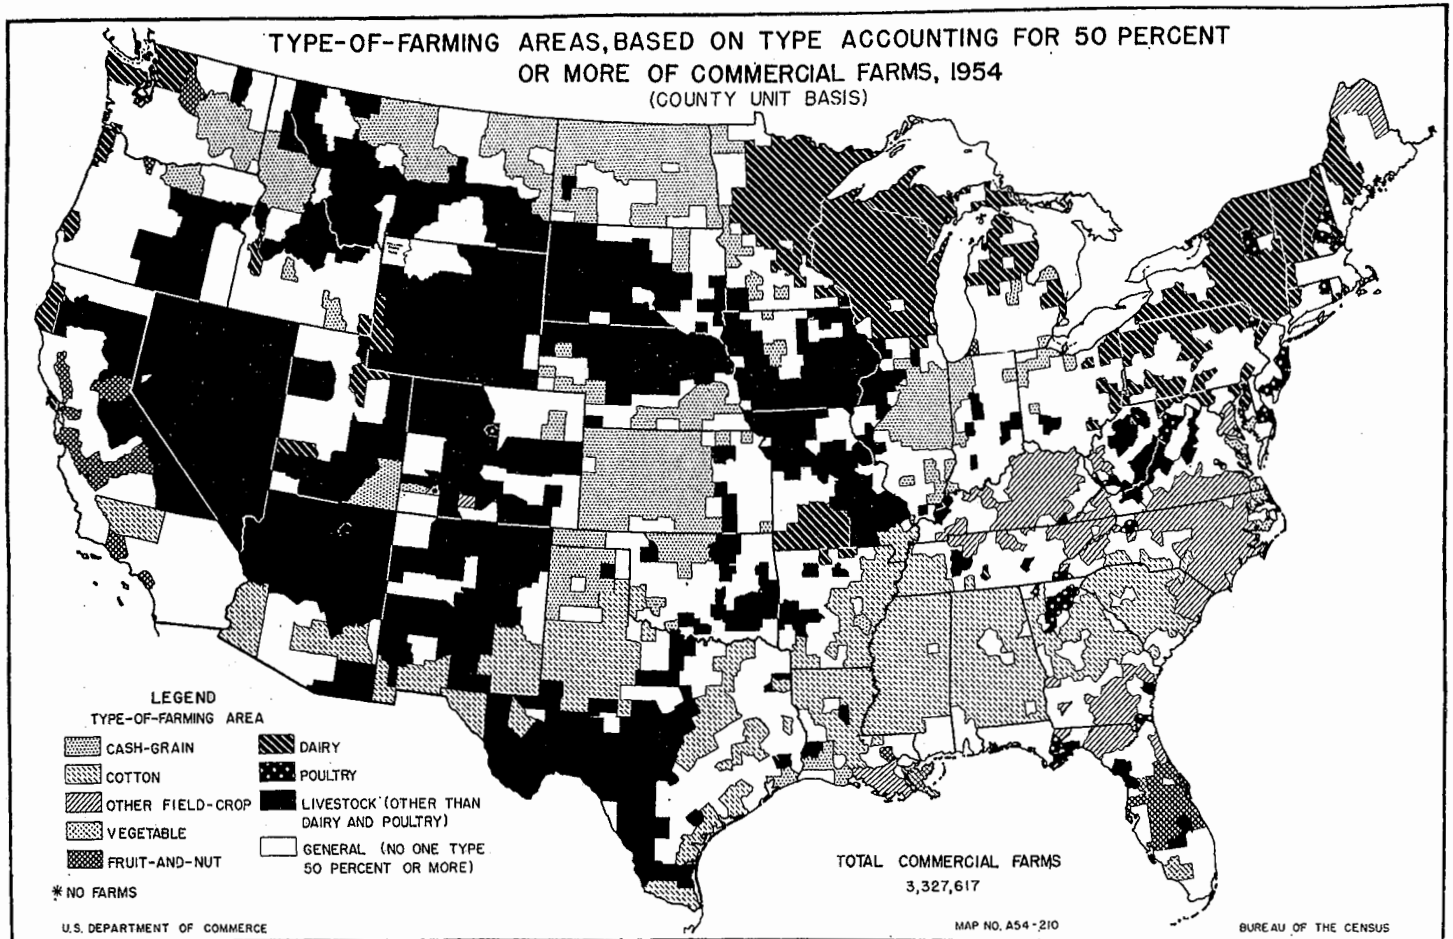 TYPE-OF-FARMING AREAS, BASED ON TYPE ACCOUNTING FOR 50 PERCENT
OR MORE OF COMMERCIAL FARMS, 1954
(COUNTY UNIT BASIS)
LEGEND
TYPE-OF-FARMING AREA
CASH-GRAIN
COTTON
OTHER FIELD-CROP
VEGETABLE
FRUIT-AND-NUT
* NO FARMS
DAIRY
POULTRY
LIVESTOCK (OTHER THAN
DAIRY AND POULTRY)
GENERAL (NO ONE TYPE
50 PERCENT OR MORE)
TOTAL COMMERCIAL FARMS
3,327,617
U.S. DEPARTMENT OF COMMERCE
MAP NO. A54-210
BUREAU OF THE CENSUS